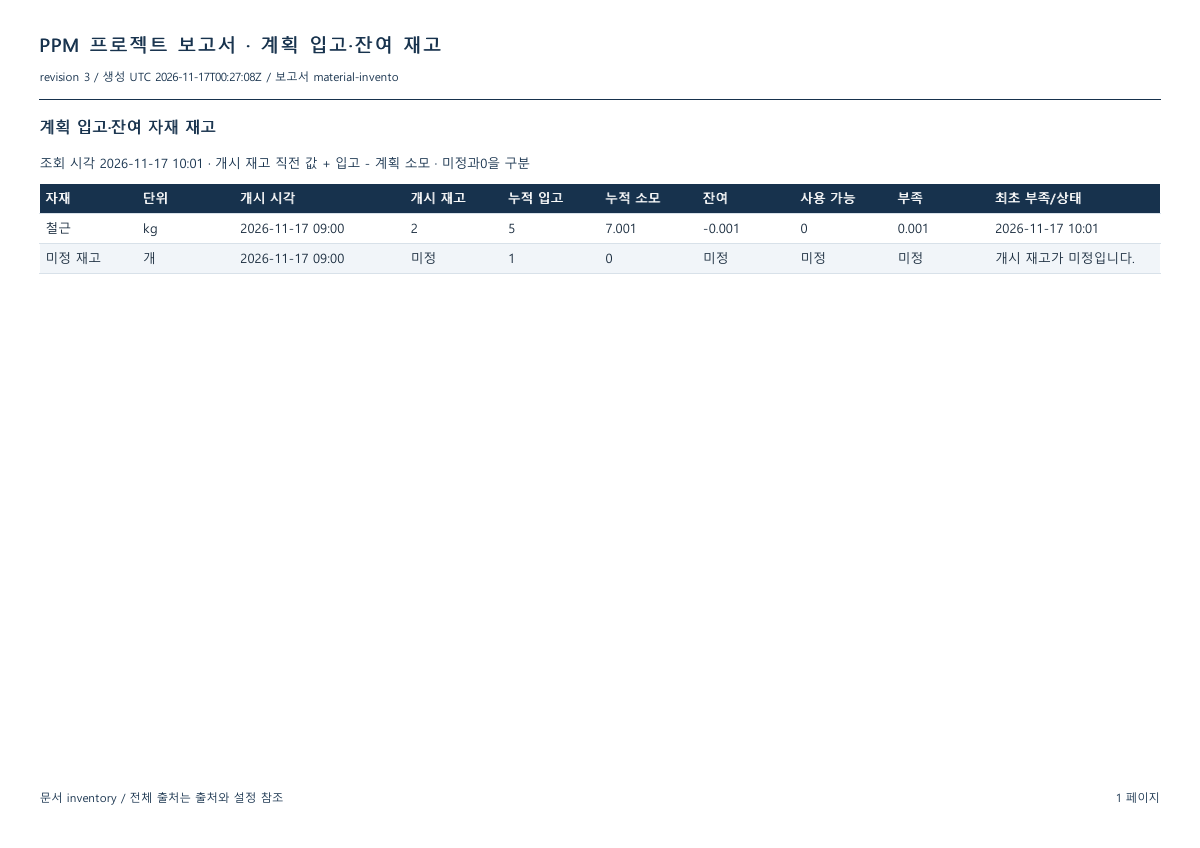 PPM 프로젝트 보고서 · 계획 입고·잔여 재고
revision 3 / 생성 UTC 2026-11-17T00:27:08Z / 보고서 material-invento
계획 입고·잔여 자재 재고
조회 시각 2026-11-17 10:01 · 개시 재고 직전 값 + 입고 - 계획 소모 · 미정과0을 구분
자재 단위 개시 시각 개시 재고 누적 입고 누적 소모 잔여 사용 가능 부족 최초 부족/상태
철근 kg 2026-11-17 09:00 2 5 7.001 -0.001 0 0.001 2026-11-17 10:01
미정 재고 개 2026-11-17 09:00 미정 1 0 미정 미정 미정 개시 재고가 미정입니다.
문서 inventory / 전체 출처는 출처와 설정 참조
1 페이지